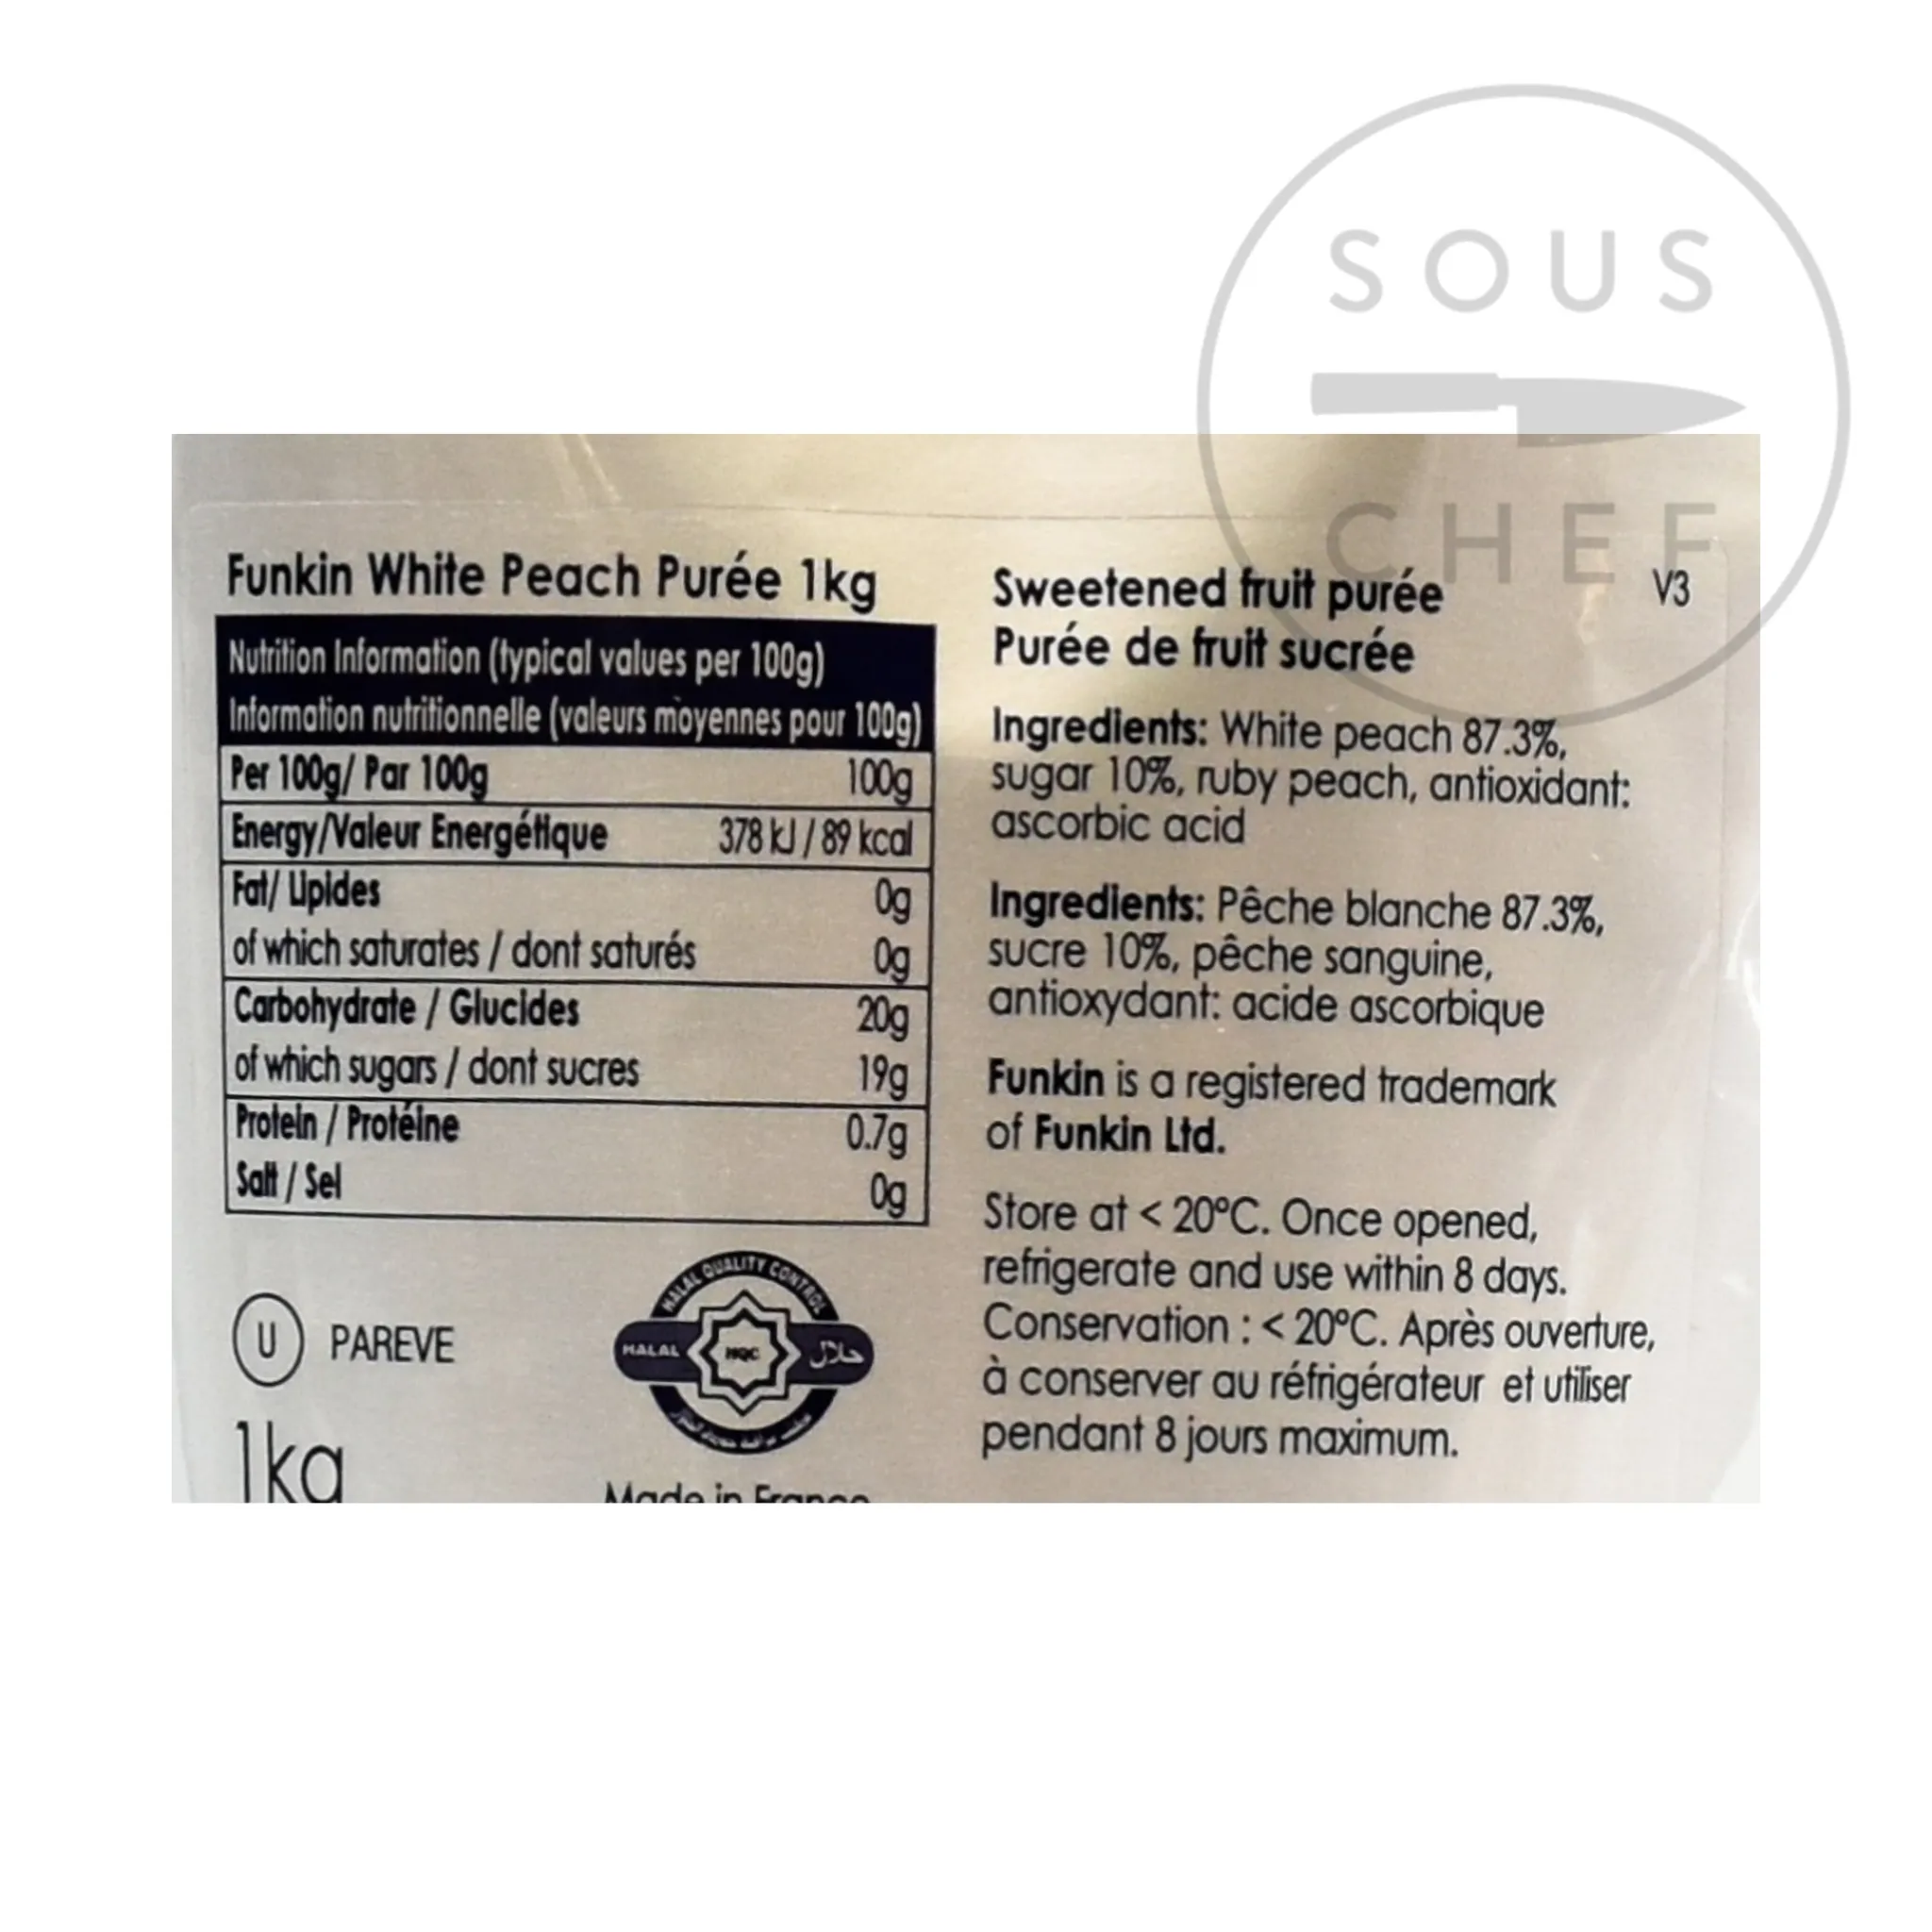 SOUS
CHEF
Funkin White Peach Purée 1kg
Nutrition Information (typical values per 100g)
Information nutritionnelle (valeurs moyennes pour 100g)
Per 100g/ Par 100g 100g
Energy/Valeur Energétique 378 kJ / 89 kcal
Fat/ Lipides 0g
of which saturates / dont saturés 0g
Carbohydrate / Glucides 20g
of which sugars / dont sucres 19g
Protein / Protéine 0.7g
Salt / Sel 0g
U PAREVE
HALAL QUALITY CONTROL
HALAL HQC حلال
1kg
Made in France
Sweetened fruit purée V3
Purée de fruit sucrée
Ingredients: White peach 87.3%,
sugar 10%, ruby peach, antioxidant:
ascorbic acid
Ingredients: Pêche blanche 87.3%,
sucre 10%, pêche sanguine,
antioxydant: acide ascorbique
Funkin is a registered trademark
of Funkin Ltd.
Store at < 20°C. Once opened,
refrigerate and use within 8 days.
Conservation : < 20°C. Après ouverture,
à conserver au réfrigérateur et utiliser
pendant 8 jours maximum.